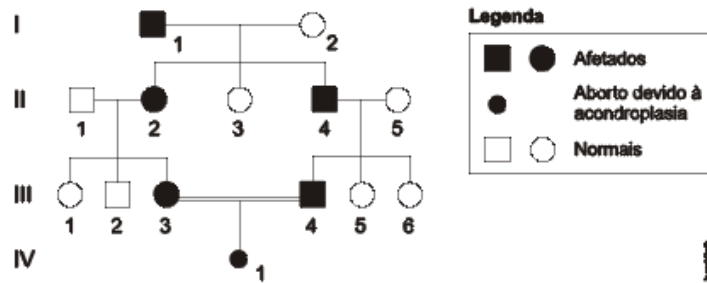 Legenda
I
1
2
Afetados
II
1
2
3
4
5
Aborto devido à
acondroplasia
Normais
III
1
2
3
4
5
6
IV
1